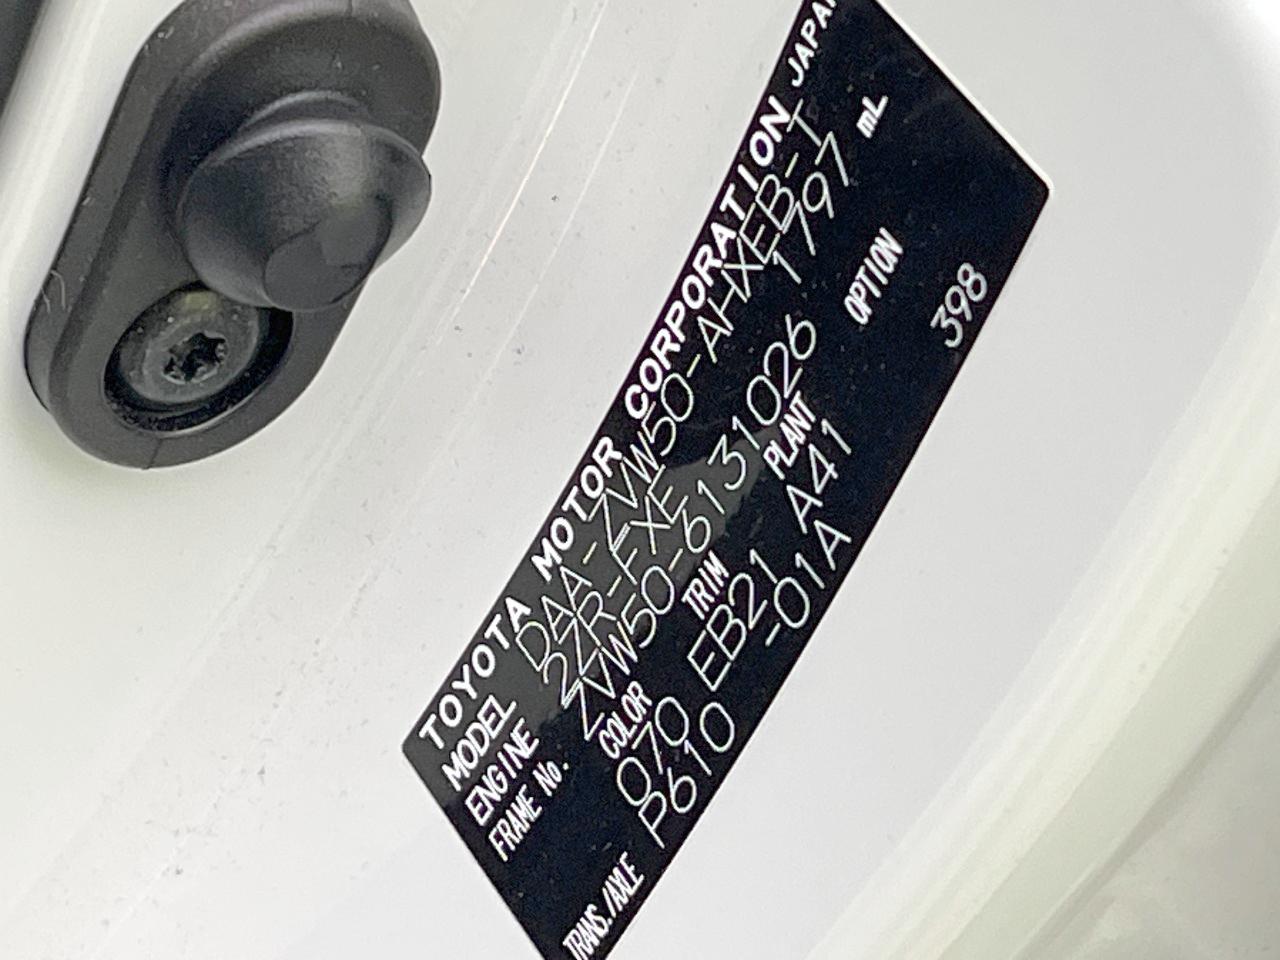 TOYOTA MOTOR CORPORATION JAPAN
MODEL DAA-ZVW50-AHXEB-T
ENGINE 2ZR-FXE 1797 mL
FRAME No. ZVW50-6131026
COLOR TRIM PLANT OPTION
070 EB21 A41 398
TRANS./AXLE P610 -01A